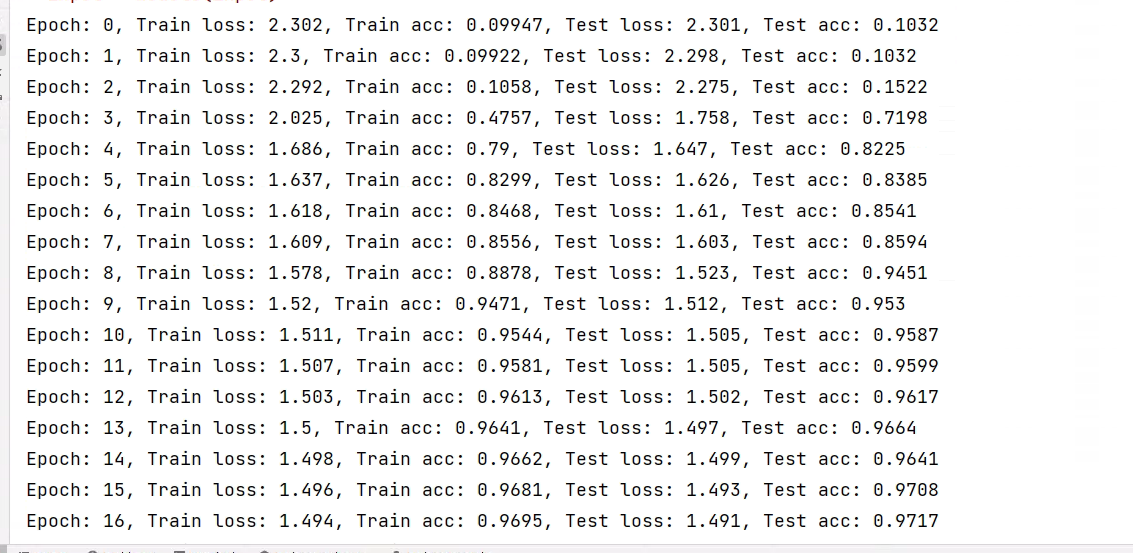 Epoch: 0, Train loss: 2.302, Train acc: 0.09947, Test loss: 2.301, Test acc: 0.1032
Epoch: 1, Train loss: 2.3, Train acc: 0.09922, Test loss: 2.298, Test acc: 0.1032
Epoch: 2, Train loss: 2.292, Train acc: 0.1058, Test loss: 2.275, Test acc: 0.1522
Epoch: 3, Train loss: 2.025, Train acc: 0.4757, Test loss: 1.758, Test acc: 0.7198
Epoch: 4, Train loss: 1.686, Train acc: 0.79, Test loss: 1.647, Test acc: 0.8225
Epoch: 5, Train loss: 1.637, Train acc: 0.8299, Test loss: 1.626, Test acc: 0.8385
Epoch: 6, Train loss: 1.618, Train acc: 0.8468, Test loss: 1.61, Test acc: 0.8541
Epoch: 7, Train loss: 1.609, Train acc: 0.8556, Test loss: 1.603, Test acc: 0.8594
Epoch: 8, Train loss: 1.578, Train acc: 0.8878, Test loss: 1.523, Test acc: 0.9451
Epoch: 9, Train loss: 1.52, Train acc: 0.9471, Test loss: 1.512, Test acc: 0.953
Epoch: 10, Train loss: 1.511, Train acc: 0.9544, Test loss: 1.505, Test acc: 0.9587
Epoch: 11, Train loss: 1.507, Train acc: 0.9581, Test loss: 1.505, Test acc: 0.9599
Epoch: 12, Train loss: 1.503, Train acc: 0.9613, Test loss: 1.502, Test acc: 0.9617
Epoch: 13, Train loss: 1.5, Train acc: 0.9641, Test loss: 1.497, Test acc: 0.9664
Epoch: 14, Train loss: 1.498, Train acc: 0.9662, Test loss: 1.499, Test acc: 0.9641
Epoch: 15, Train loss: 1.496, Train acc: 0.9681, Test loss: 1.493, Test acc: 0.9708
Epoch: 16, Train loss: 1.494, Train acc: 0.9695, Test loss: 1.491, Test acc: 0.9717